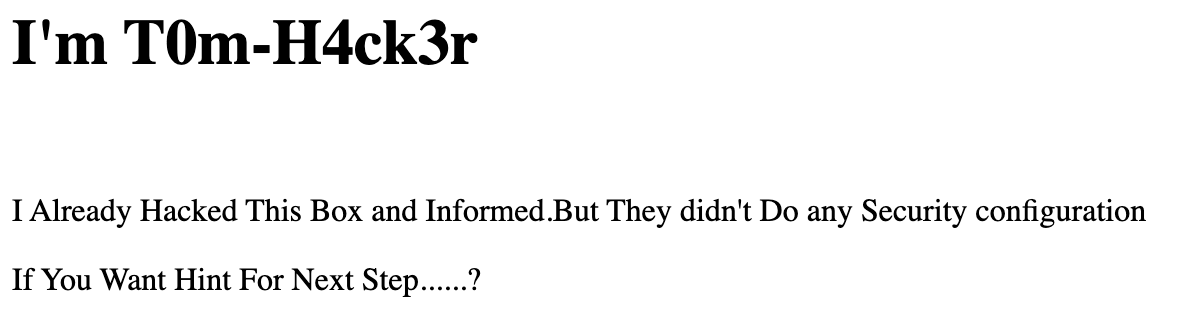 I'm T0m-H4ck3r
I Already Hacked This Box and Informed.But They didn't Do any Security configuration
If You Want Hint For Next Step......?